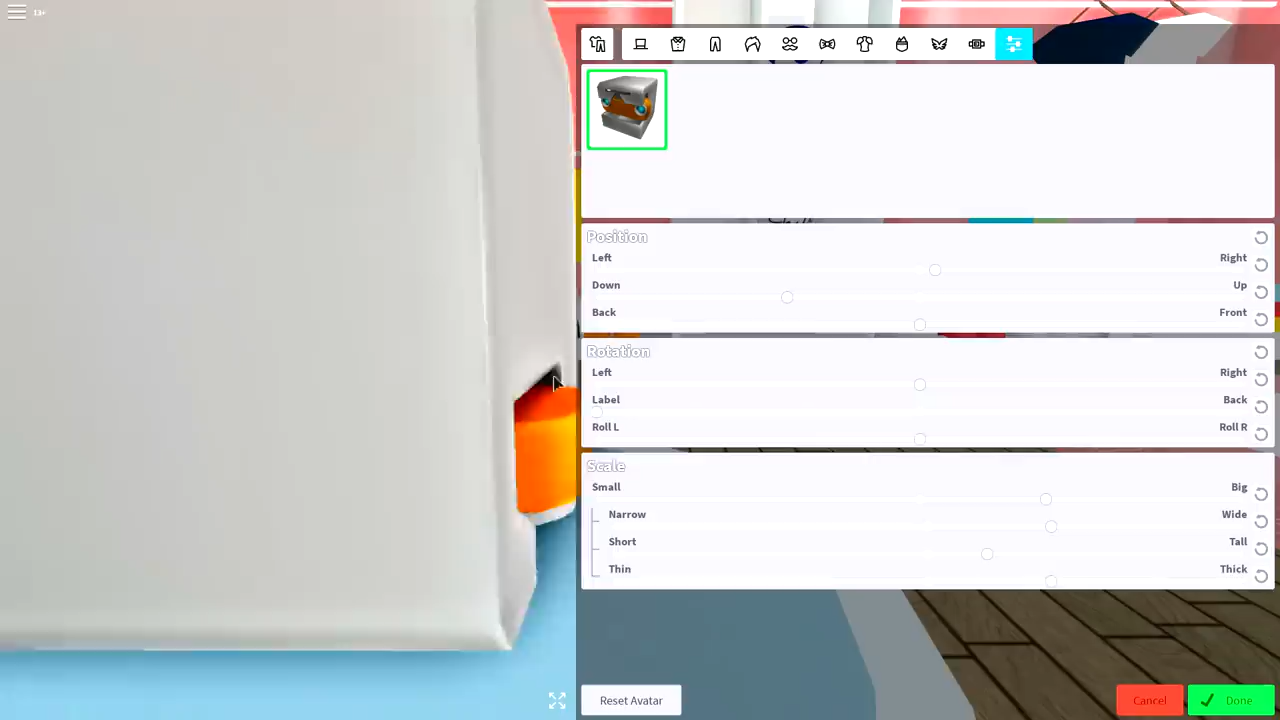 13+
Position
Left Right
Down Up
Back Front
Rotation
Left Right
Label Back
Roll L Roll R
Scale
Small Big
Narrow Wide
Short Tall
Thin Thick
Reset Avatar
Cancel
Done